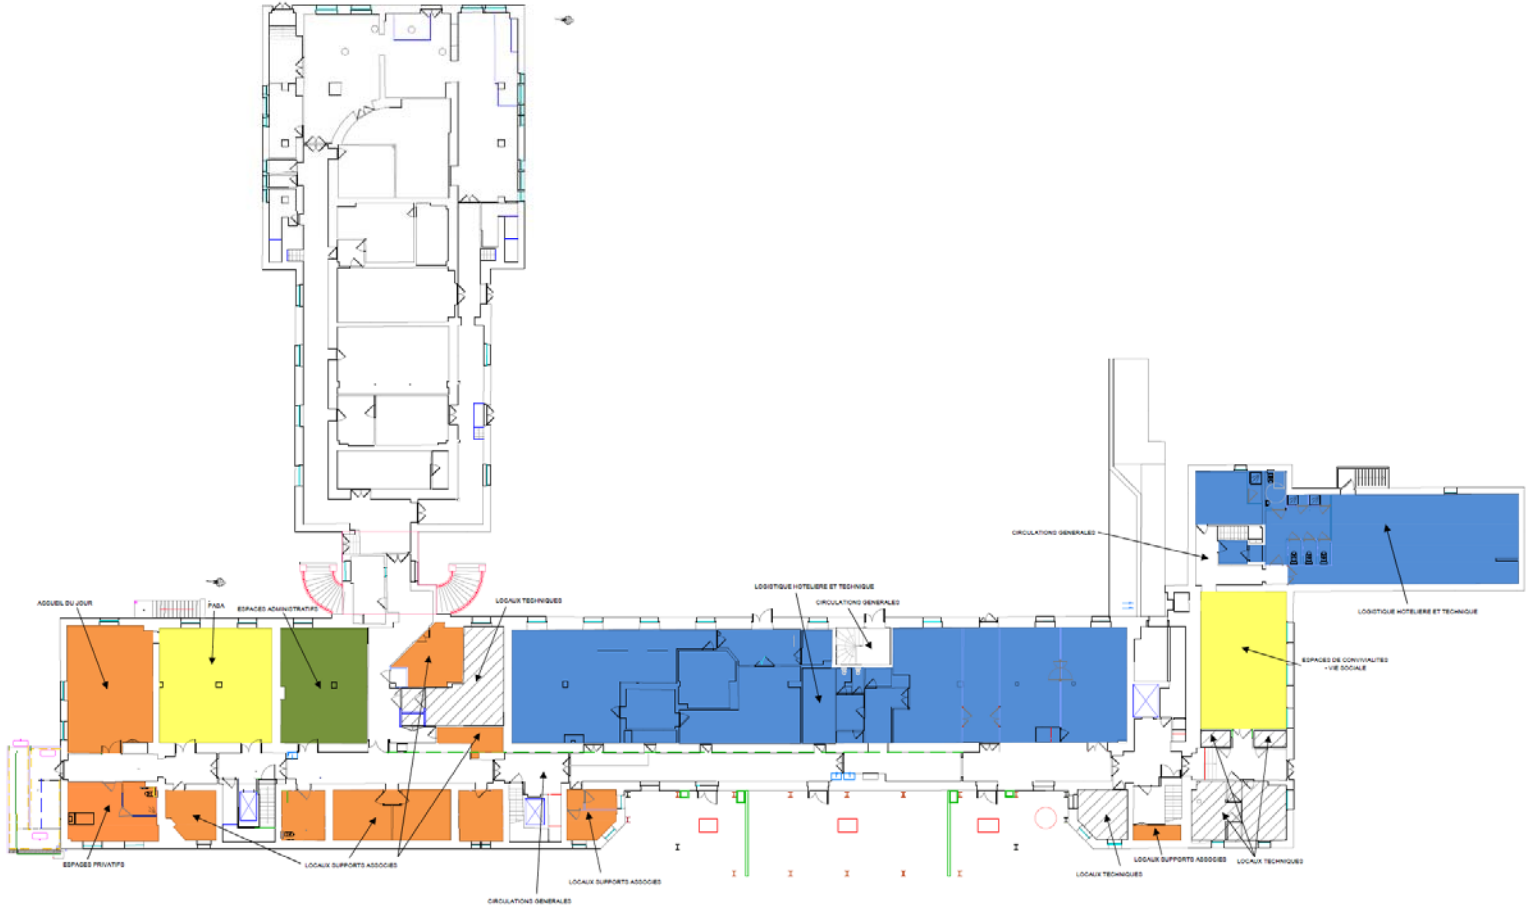 CIRCULATIONS GENERALES
LOGISTIQUE HOTELIERE ET TECHNIQUE
LOCAUX TECHNIQUES
CIRCULATIONS GENERALES
ACCUEIL DU JOUR
PASA
ESPACES ADMINISTRATIFS
LOGISTIQUE HOTELIERE ET TECHNIQUE
ESPACES DE CONVIVIALITES
- VIE SOCIALE
ESPACES PRIVATIFS
LOCAUX SUPPORTS ASSOCIES
LOCAUX SUPPORTS ASSOCIES
LOCAUX TECHNIQUES
LOCAUX SUPPORTS ASSOCIES
LOCAUX TECHNIQUES
CIRCULATIONS GENERALES